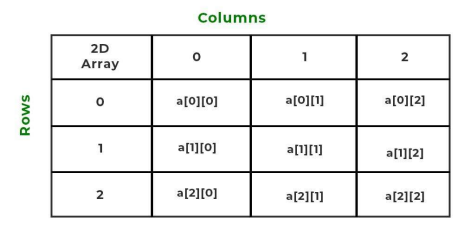 Columns
2D
Array
0
1
2
Rows
0
a[0][0]
a[0][1]
a[0][2]
1
a[1][0]
a[1][1]
a[1][2]
2
a[2][0]
a[2][1]
a[2][2]